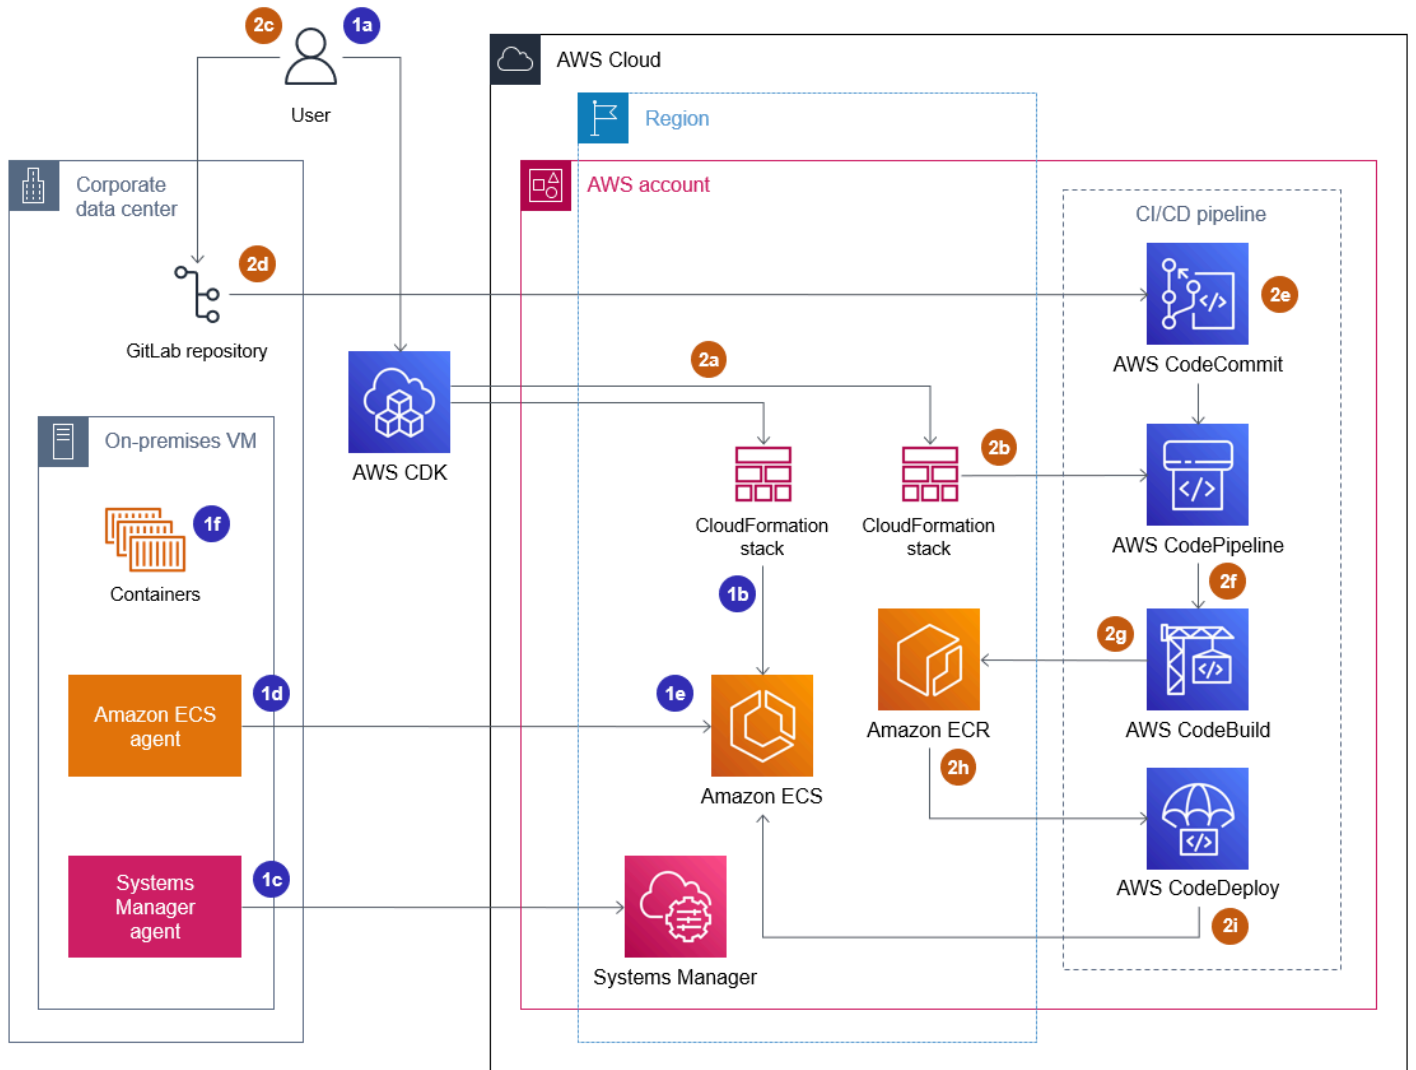 2c
1a
User
AWS Cloud
Region
Corporate
data center
AWS account
CI/CD pipeline
2d
2e
GitLab repository
AWS CodeCommit
2a
On-premises VM
AWS CDK
2b
1f
Containers
CloudFormation
stack
CloudFormation
stack
AWS CodePipeline
2f
1b
2g
1d
1e
Amazon ECS
agent
Amazon ECR
AWS CodeBuild
2h
Amazon ECS
1c
Systems
Manager
agent
AWS CodeDeploy
2i
Systems Manager